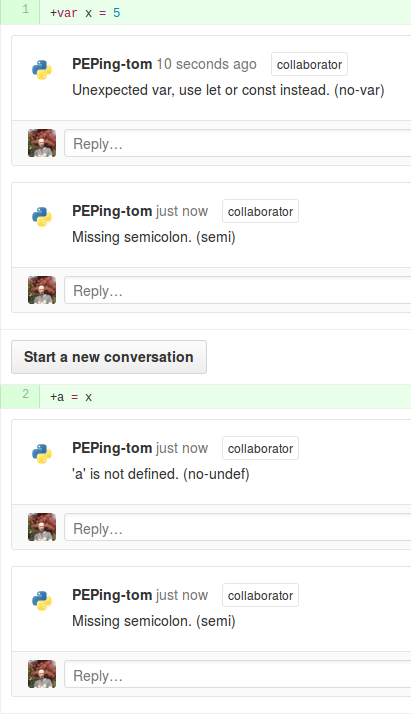 1 +var x = 5
PEPing-tom 10 seconds ago collaborator
Unexpected var, use let or const instead. (no-var)
Reply…
PEPing-tom just now collaborator
Missing semicolon. (semi)
Reply…
Start a new conversation
2 +a = x
PEPing-tom just now collaborator
'a' is not defined. (no-undef)
Reply…
PEPing-tom just now collaborator
Missing semicolon. (semi)
Reply…